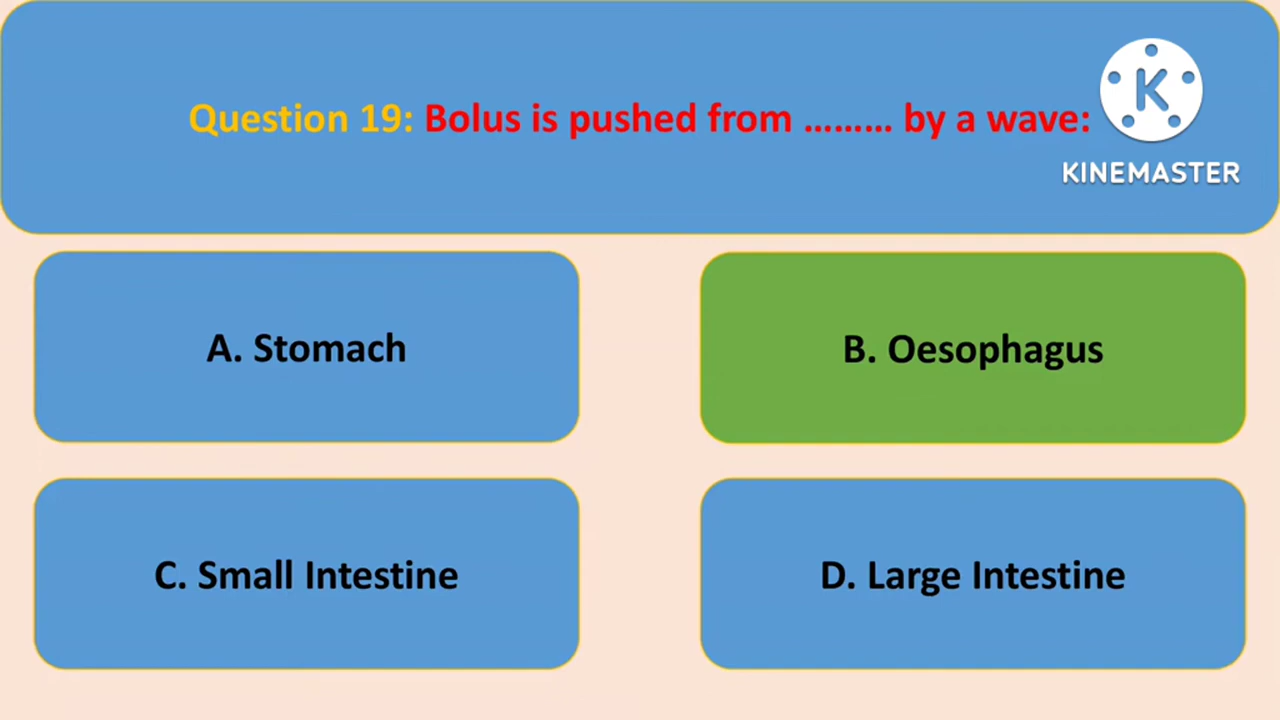 Question 19: Bolus is pushed from ……… by a wave:
K
KINEMASTER
A. Stomach
B. Oesophagus
C. Small Intestine
D. Large Intestine